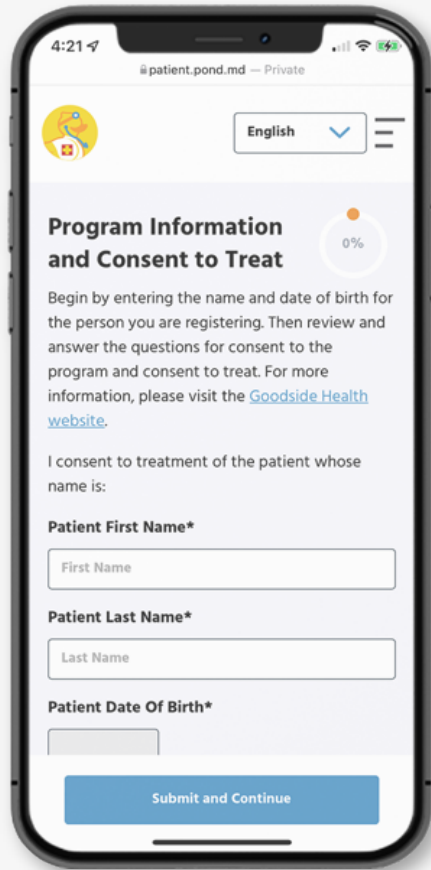 4:21
patient.pond.md — Private
English
Program Information
and Consent to Treat
0%
Begin by entering the name and date of birth for
the person you are registering. Then review and
answer the questions for consent to the
program and consent to treat. For more
information, please visit the Goodside Health
website.
I consent to treatment of the patient whose
name is:
Patient First Name*
First Name
Patient Last Name*
Last Name
Patient Date Of Birth*
Submit and Continue